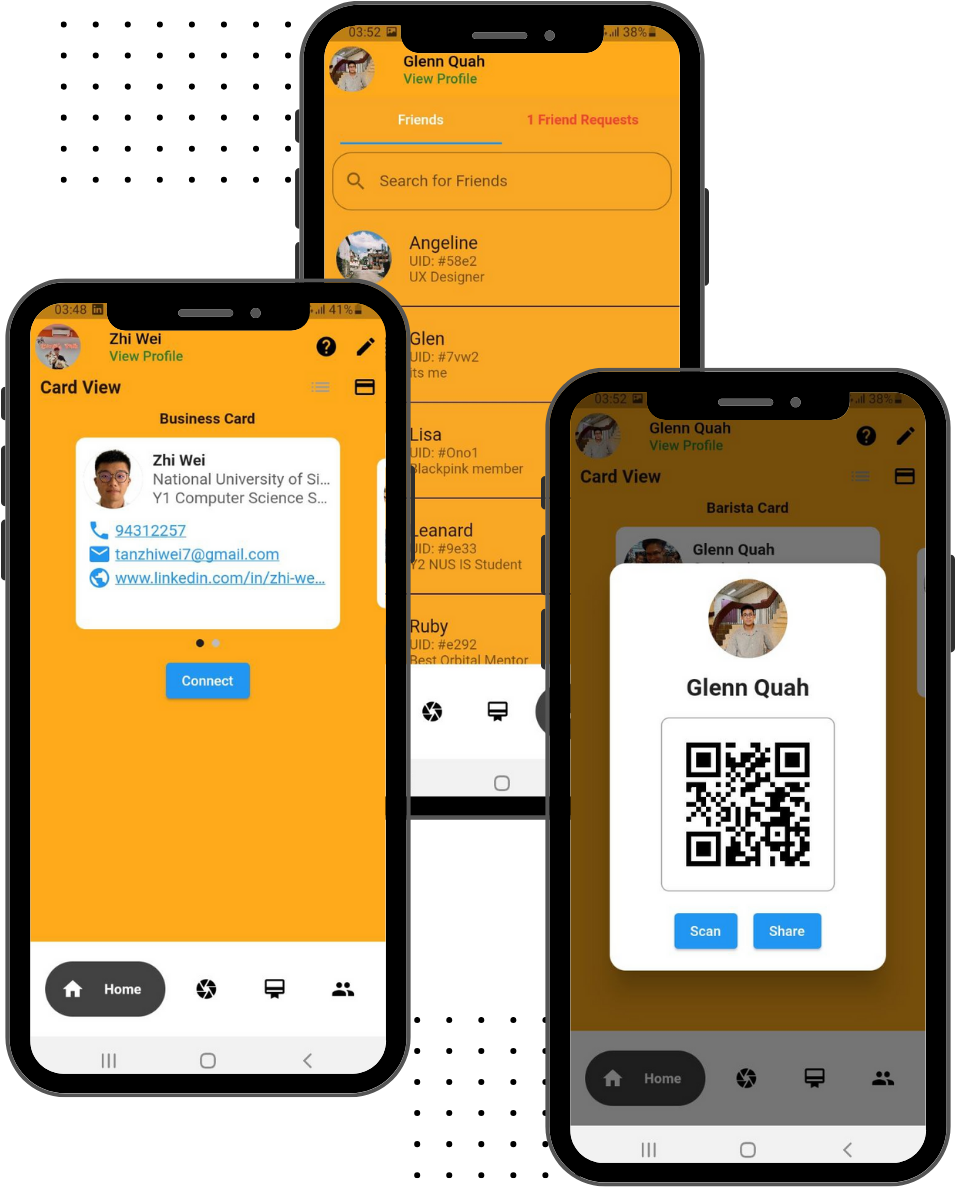 03:52
38%
Glenn Quah
View Profile
Friends
1 Friend Requests
Search for Friends
Angeline
UID: #58e2
UX Designer
Glen
UID: #7vw2
its me
Lisa
UID: #Ono1
Blackpink member
Leanard
UID: #9e33
Y2 NUS IS Student
Ruby
UID: #e292
Best Orbital Mentor
03:48
41%
Zhi Wei
View Profile
Card View
Business Card
Zhi Wei
National University of Si...
Y1 Computer Science S...
94312257
tanzhiwei7@gmail.com
www.linkedin.com/in/zhi-we...
Connect
Home
03:52
38%
Glenn Quah
View Profile
Card View
Barista Card
Glenn Quah
Glenn Quah
Scan
Share
Home